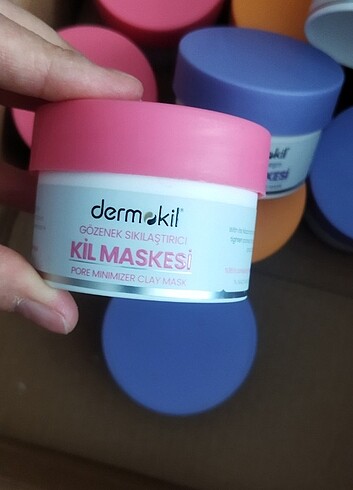 dermokil
GÖZENEK SIKILAŞTIRICI
KİL MASKESİ
PORE MINIMIZER CLAY MASK